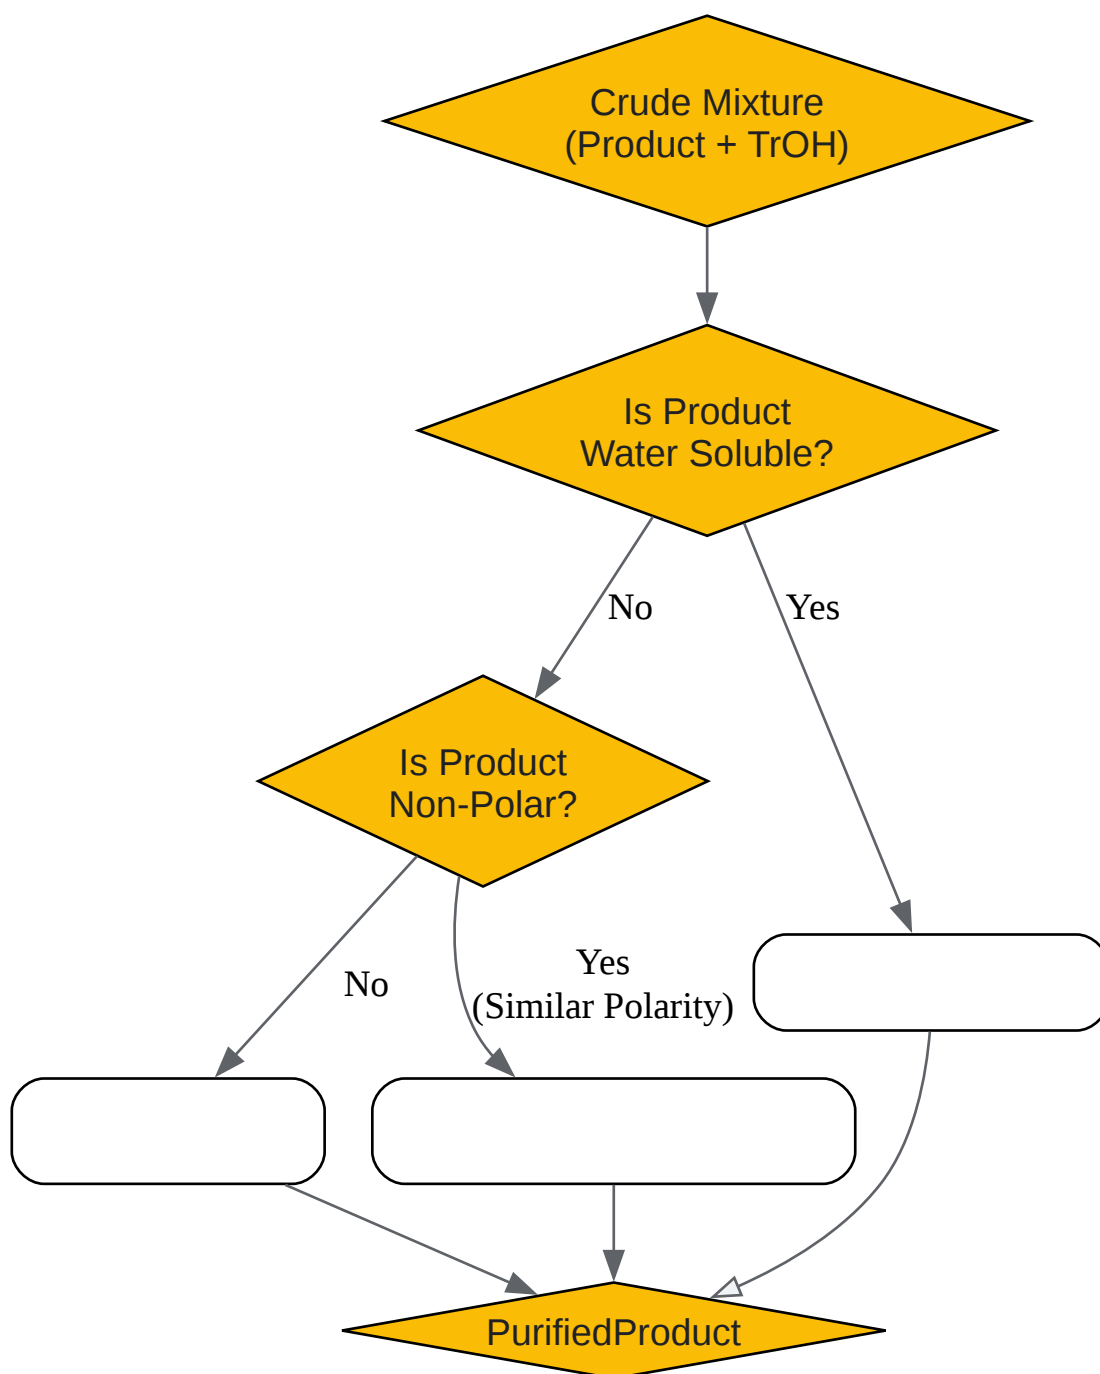 Crude Mixture
(Product + TrOH)
Is Product
Water Soluble?
No
Yes
Is Product
Non-Polar?
No
Yes
(Similar Polarity)
PurifiedProduct